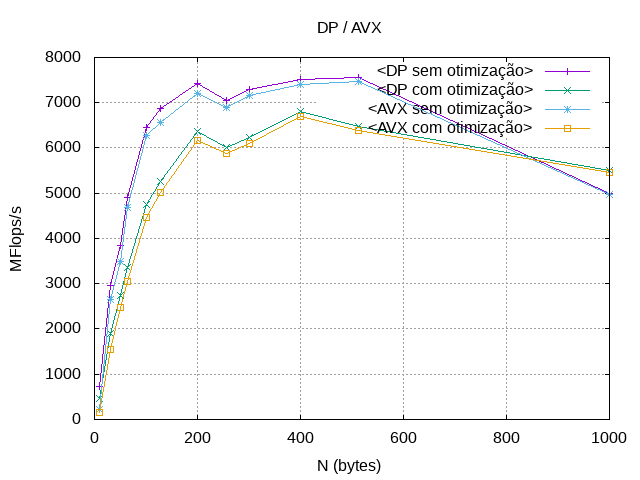 DP / AVX
8000
7000
6000
5000
4000
3000
2000
1000
0
MFlops/s
<DP sem otimização>
<DP com otimização>
<AVX sem otimização>
<AVX com otimização>
0 200 400 600 800 1000
N (bytes)